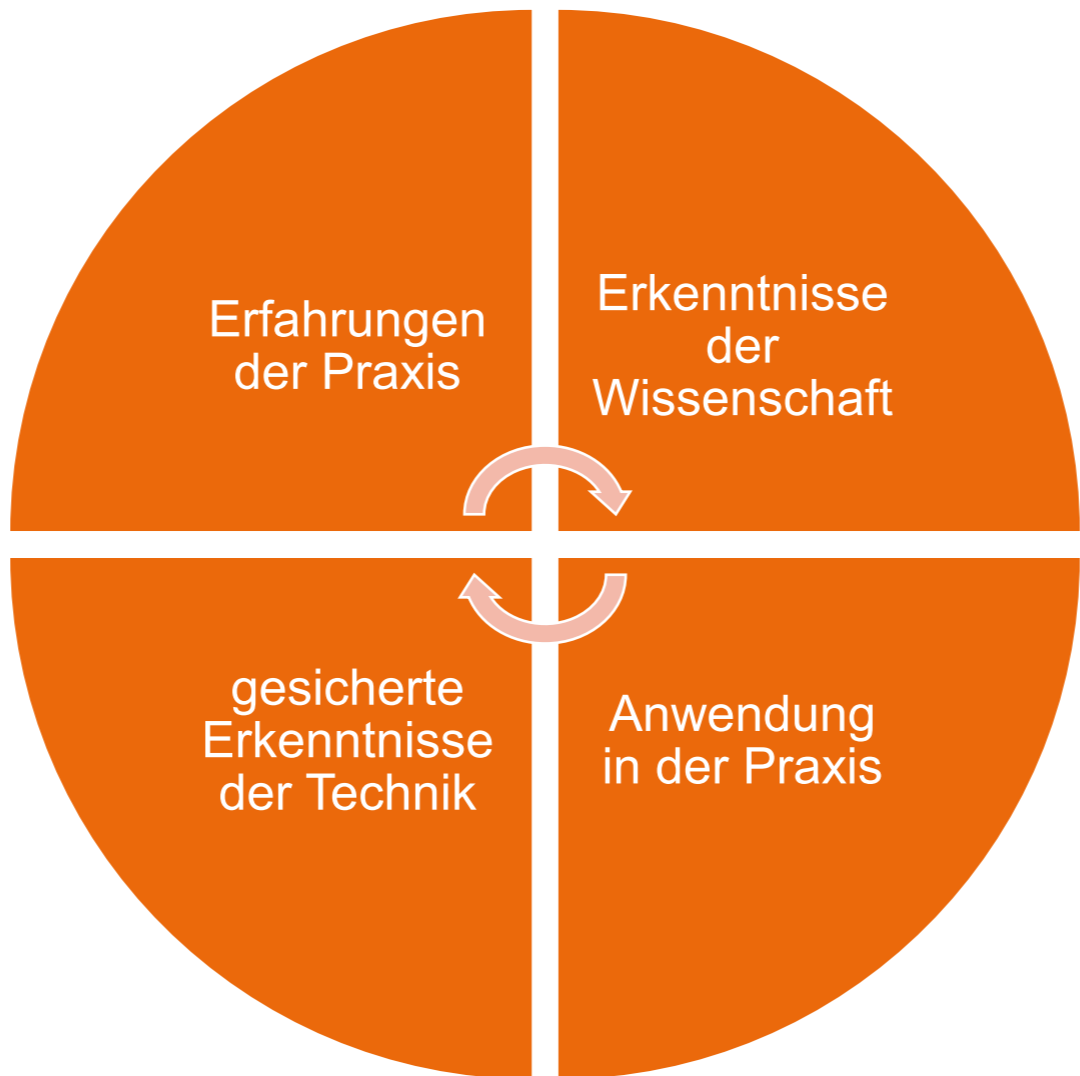 Erfahrungen
der Praxis
Erkenntnisse
der
Wissenschaft
gesicherte
Erkenntnisse
der Technik
Anwendung
in der Praxis